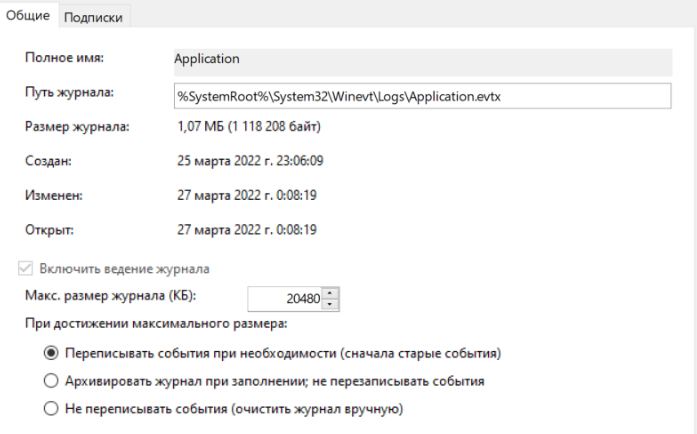 Общие Подписки
Полное имя: Application
Путь журнала: %SystemRoot%\System32\Winevt\Logs\Application.evtx
Размер журнала: 1,07 МБ (1 118 208 байт)
Создан: 25 марта 2022 г. 23:06:09
Изменен: 27 марта 2022 г. 0:08:19
Открыт: 27 марта 2022 г. 0:08:19
Включить ведение журнала
Макс. размер журнала (КБ): 20480
При достижении максимального размера:
Переписывать события при необходимости (сначала старые события)
Архивировать журнал при заполнении; не перезаписывать события
Не переписывать события (очистить журнал вручную)